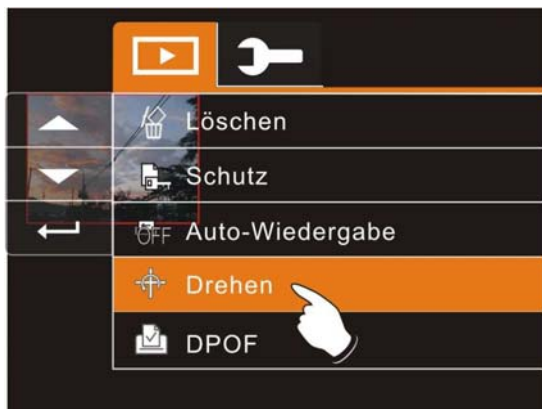 Löschen
Schutz
OFF Auto-Wiedergabe
Drehen
DPOF